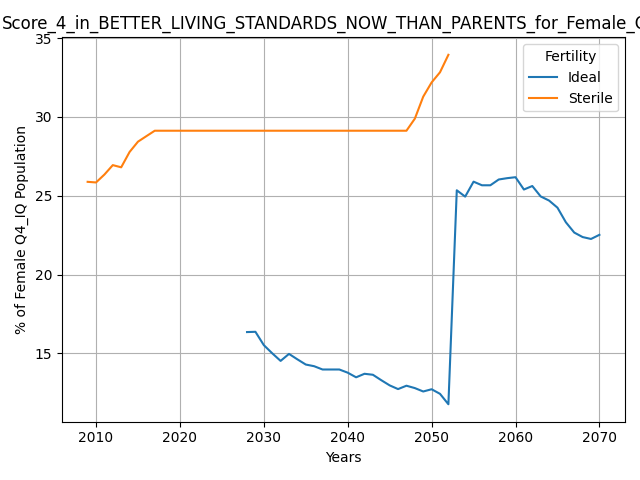 Score_4_in_BETTER_LIVING_STANDARDS_NOW_THAN_PARENTS_for_Female_
35
30
25
20
15
% of Female Q4_IQ Population
Fertility
Ideal
Sterile
2010 2020 2030 2040 2050 2060 2070
Years